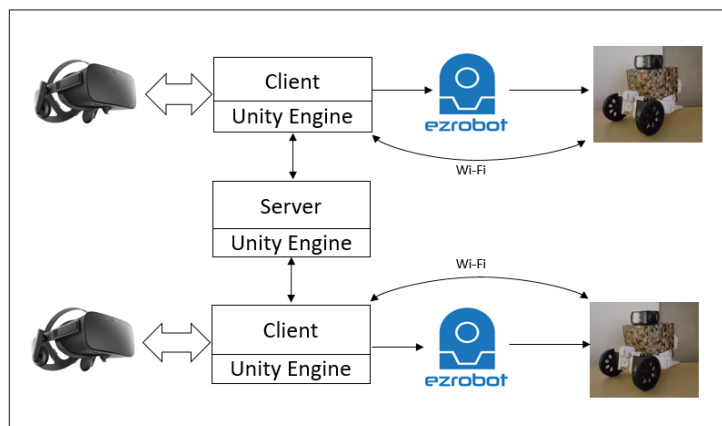 Client
Unity Engine
ezrobot
Wi-Fi
Server
Unity Engine
Wi-Fi
Client
Unity Engine
ezrobot